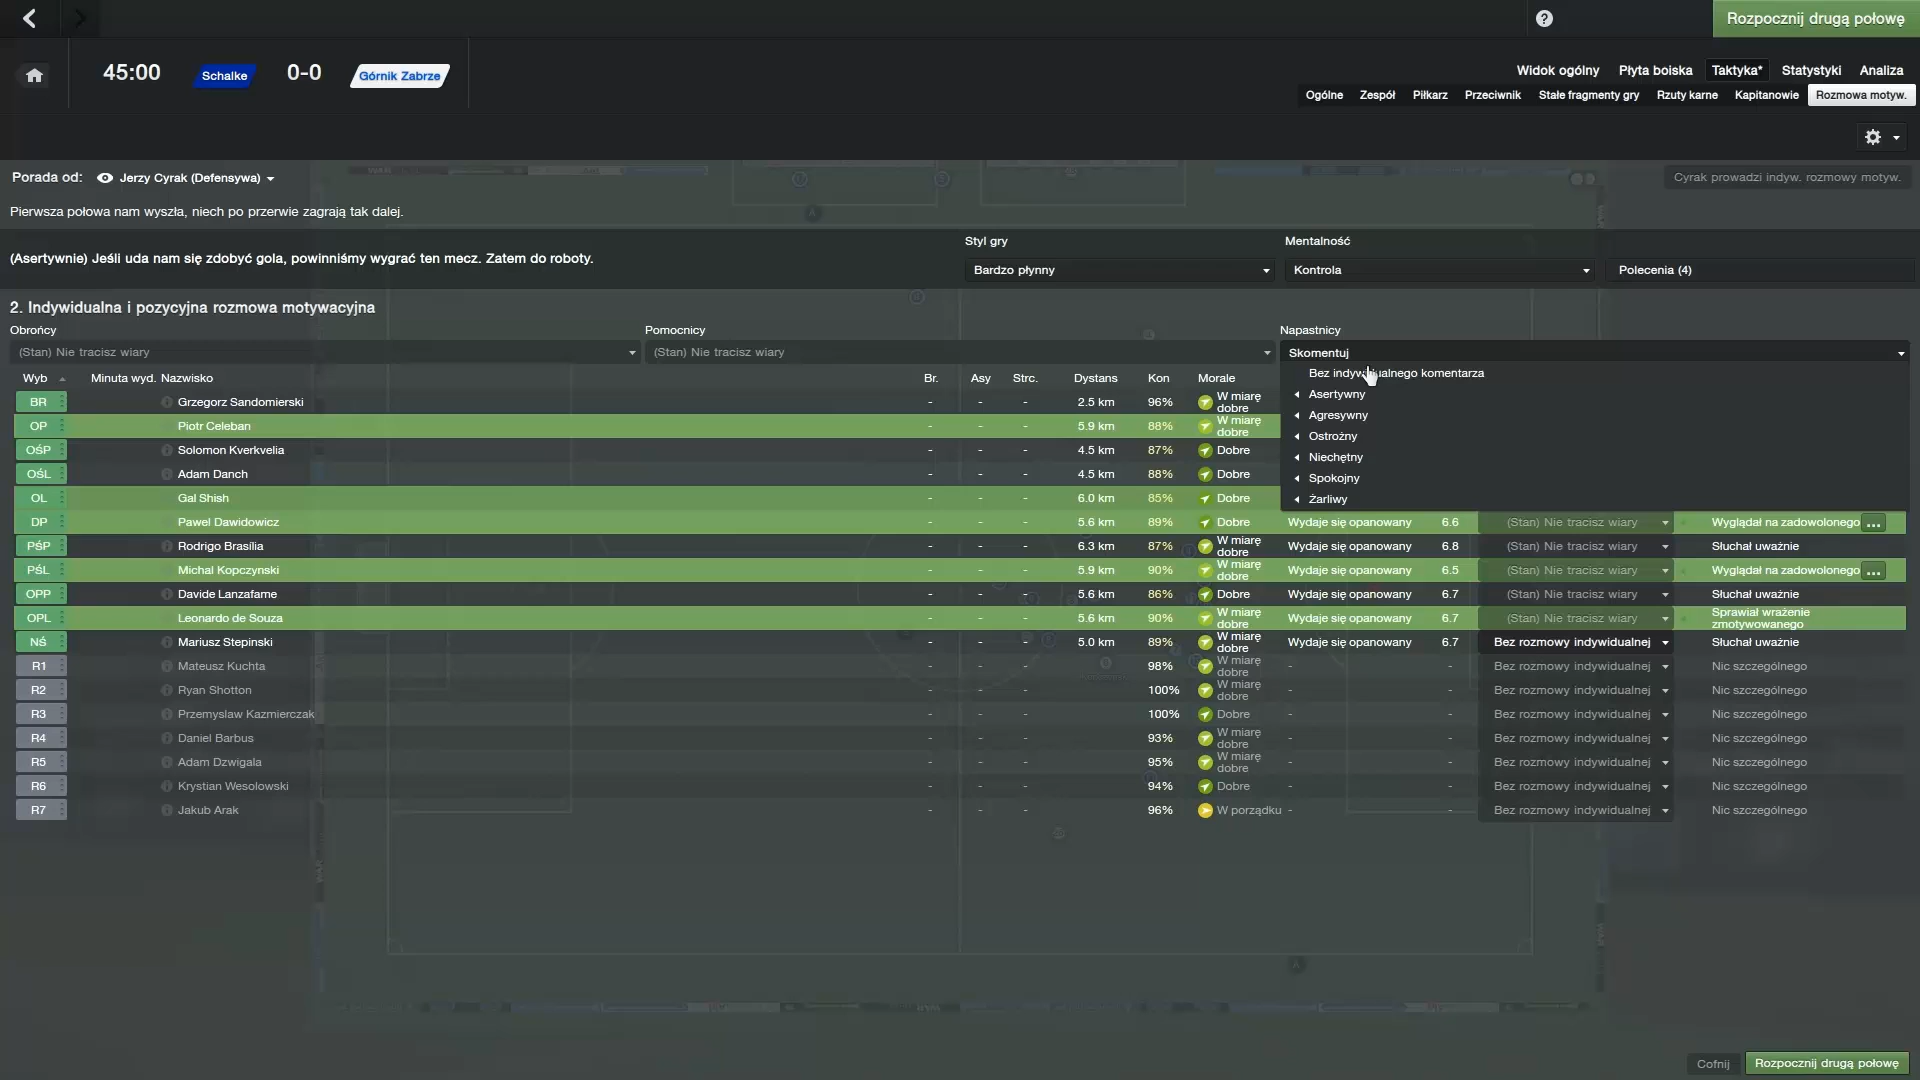 Rozpocznij drugą połowę
45:00
Schalke
0-0
Górnik Zabrze
Widok ogólny Płyta boiska Taktyka* Statystyki Analiza
Ogólne Zespół Piłkarz Przeciwnik Stałe fragmenty gry Rzuty karne Kapitanowie Rozmowa motyw.
Porada od: Jerzy Cyrak (Defensywa)
Cyrak prowadzi indyw. rozmowy motyw.
Pierwsza połowa nam wyszła, niech po przerwie zagrają tak dalej.
(Asertywnie) Jeśli uda nam się zdobyć gola, powinniśmy wygrać ten mecz. Zatem do roboty.
Styl gry
Bardzo płynny
Mentalność
Kontrola
Polecenia (4)
2. Indywidualna i pozycyjna rozmowa motywacyjna
Obrońcy
(Stan) Nie tracisz wiary
Pomocnicy
(Stan) Nie tracisz wiary
Napastnicy
Skomentuj
Bez indywidualnego komentarza
Asertywny
Agresywny
Ostrożny
Niechętny
Spokojny
Żarliwy
Wyb Minuta wyd. Nazwisko Br. Asy Strc. Dystans Kon Morale
BR Grzegorz Sandomierski - - - 2.5 km 96% W miarę dobre
OP Piotr Celeban - - - 5.9 km 88% W miarę dobre
OŚP Solomon Kverkvelia - - - 4.5 km 87% Dobre
OŚL Adam Danch - - - 4.5 km 88% Dobre
OL Gal Shish - - - 6.0 km 85% Dobre
DP Pawel Dawidowicz - - - 5.6 km 89% Dobre Wydaje się opanowany 6.6 (Stan) Nie tracisz wiary Wyglądał na zadowolonego ...
PŚP Rodrigo Brasília - - - 6.3 km 87% W miarę dobre Wydaje się opanowany 6.8 (Stan) Nie tracisz wiary Słuchał uważnie
PŚL Michal Kopczynski - - - 5.9 km 90% W miarę dobre Wydaje się opanowany 6.5 (Stan) Nie tracisz wiary Wyglądał na zadowolonego ...
OPP Davide Lanzafame - - - 5.6 km 86% Dobre Wydaje się opanowany 6.7 (Stan) Nie tracisz wiary Słuchał uważnie
OPL Leonardo de Souza - - - 5.6 km 90% W miarę dobre Wydaje się opanowany 6.7 (Stan) Nie tracisz wiary Sprawiał wrażenie zmotywowanego
NŚ Mariusz Stepinski - - - 5.0 km 89% W miarę dobre Wydaje się opanowany 6.7 Bez rozmowy indywidualnej Słuchał uważnie
R1 Mateusz Kuchta - - - 98% W miarę dobre - - Bez rozmowy indywidualnej Nic szczególnego
R2 Ryan Shotton - - - 100% W miarę dobre - - Bez rozmowy indywidualnej Nic szczególnego
R3 Przemyslaw Kazmierczak - - - 100% Dobre - - Bez rozmowy indywidualnej Nic szczególnego
R4 Daniel Barbus - - - 93% W miarę dobre - - Bez rozmowy indywidualnej Nic szczególnego
R5 Adam Dzwigala - - - 95% W miarę dobre - - Bez rozmowy indywidualnej Nic szczególnego
R6 Krystian Wesolowski - - - 94% Dobre - - Bez rozmowy indywidualnej Nic szczególnego
R7 Jakub Arak - - - 96% W porządku - - Bez rozmowy indywidualnej Nic szczególnego
Cofnij Rozpocznij drugą połowę